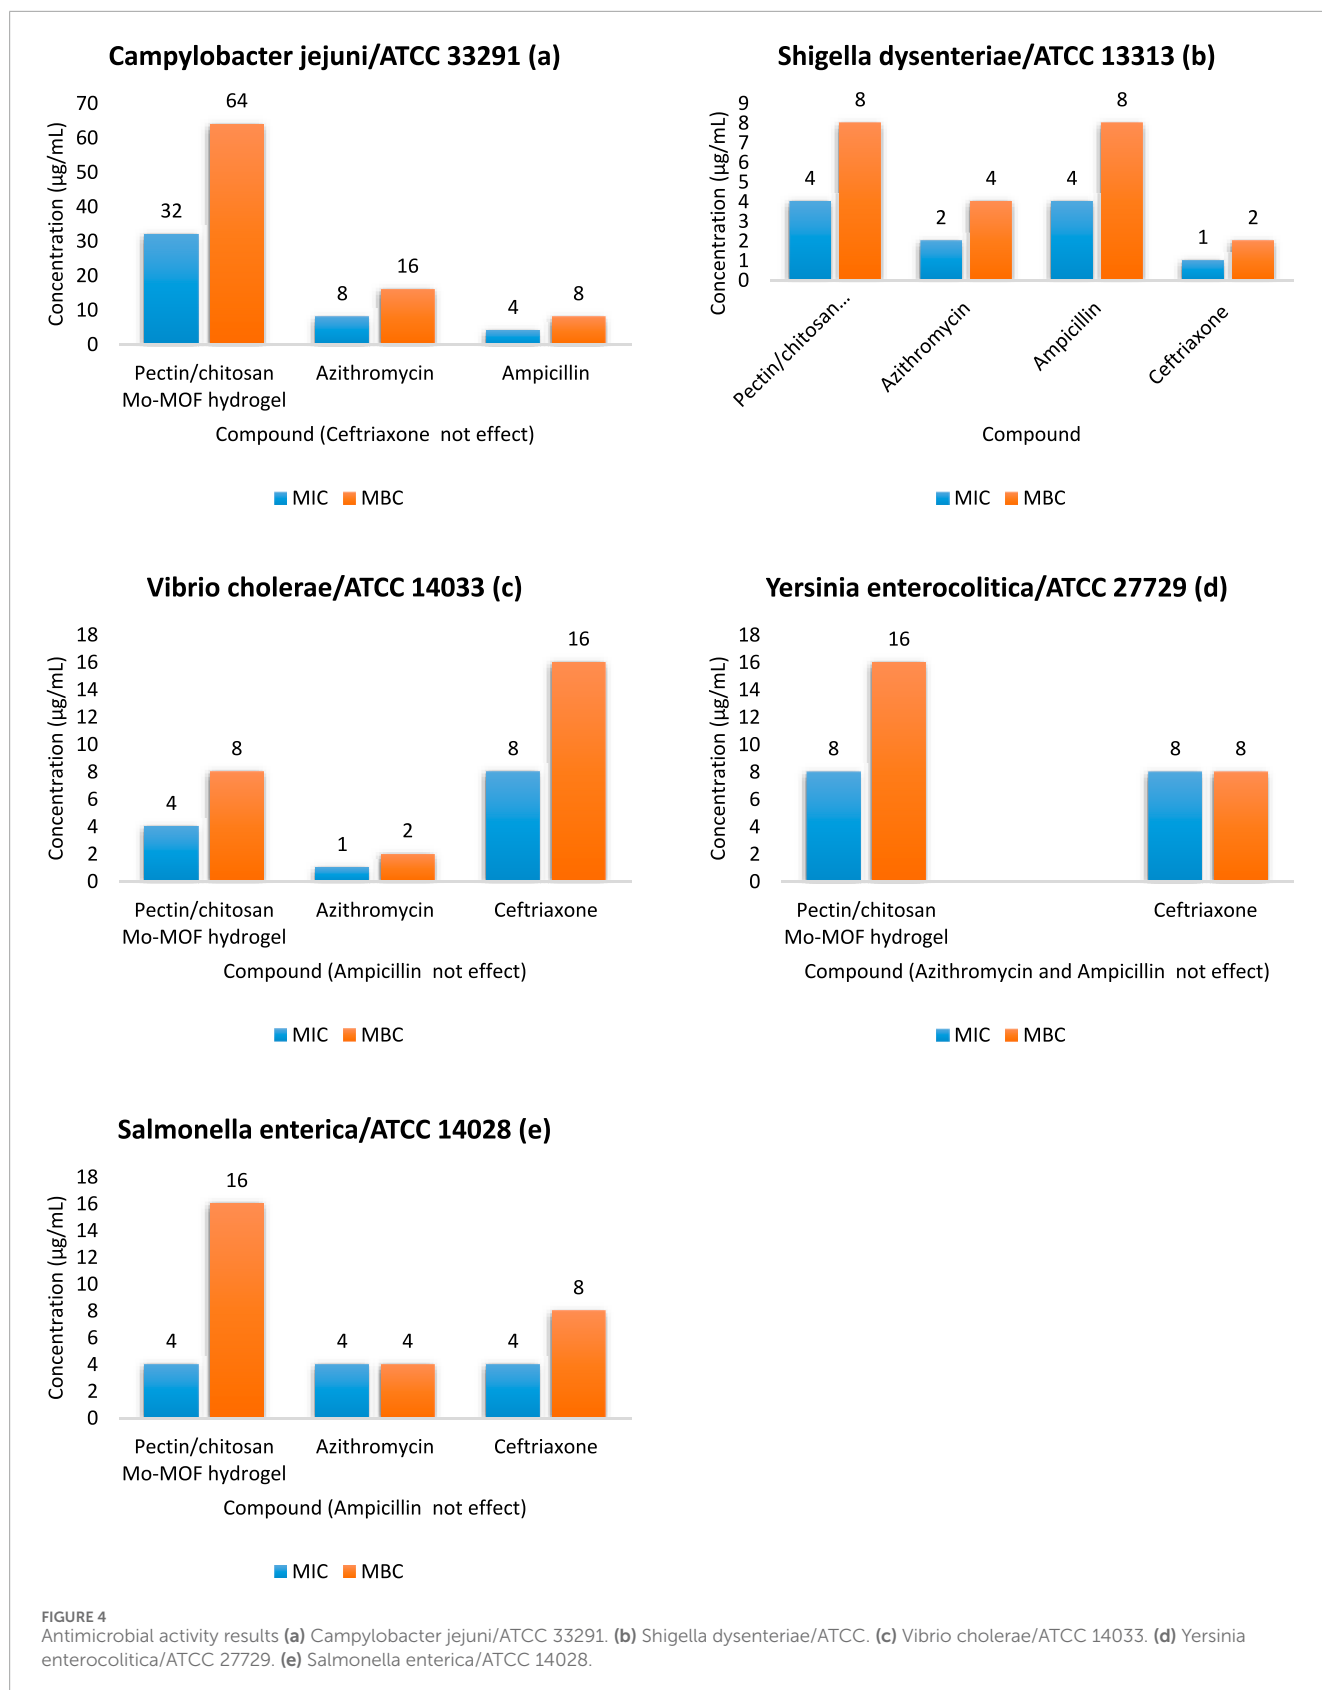 Campylobacter jejuni/ATCC 33291 (a)
Concentration (µg/mL)
70
60
50
40
30
20
10
0
32
64
8
16
4
8
Pectin/chitosan
Mo-MOF hydrogel
Azithromycin
Ampicillin
Compound (Ceftriaxone  not effect)
MIC
MBC
Shigella dysenteriae/ATCC 13313 (b)
Concentration (µg/mL)
9
8
7
6
5
4
3
2
1
0
4
8
2
4
4
8
1
2
Pectin/chitosan...
Azithromycin
Ampicillin
Ceftriaxone
Compound
MIC
MBC
Vibrio cholerae/ATCC 14033 (c)
Concentration (µg/mL)
18
16
14
12
10
8
6
4
2
0
4
8
1
2
8
16
Pectin/chitosan
Mo-MOF hydrogel
Azithromycin
Ceftriaxone
Compound (Ampicillin  not effect)
MIC
MBC
Yersinia enterocolitica/ATCC 27729 (d)
Concentration (µg/mL)
18
16
14
12
10
8
6
4
2
0
8
16
8
8
Pectin/chitosan
Mo-MOF hydrogel
Ceftriaxone
Compound (Azithromycin and Ampicillin  not effect)
MIC
MBC
Salmonella enterica/ATCC 14028 (e)
Concentration (µg/mL)
18
16
14
12
10
8
6
4
2
0
4
16
4
4
4
8
Pectin/chitosan
Mo-MOF hydrogel
Azithromycin
Ceftriaxone
Compound (Ampicillin  not effect)
MIC
MBC
FIGURE 4
Antimicrobial activity results (a) Campylobacter jejuni/ATCC 33291. (b) Shigella dysenteriae/ATCC. (c) Vibrio cholerae/ATCC 14033. (d) Yersinia
enterocolitica/ATCC 27729. (e) Salmonella enterica/ATCC 14028.